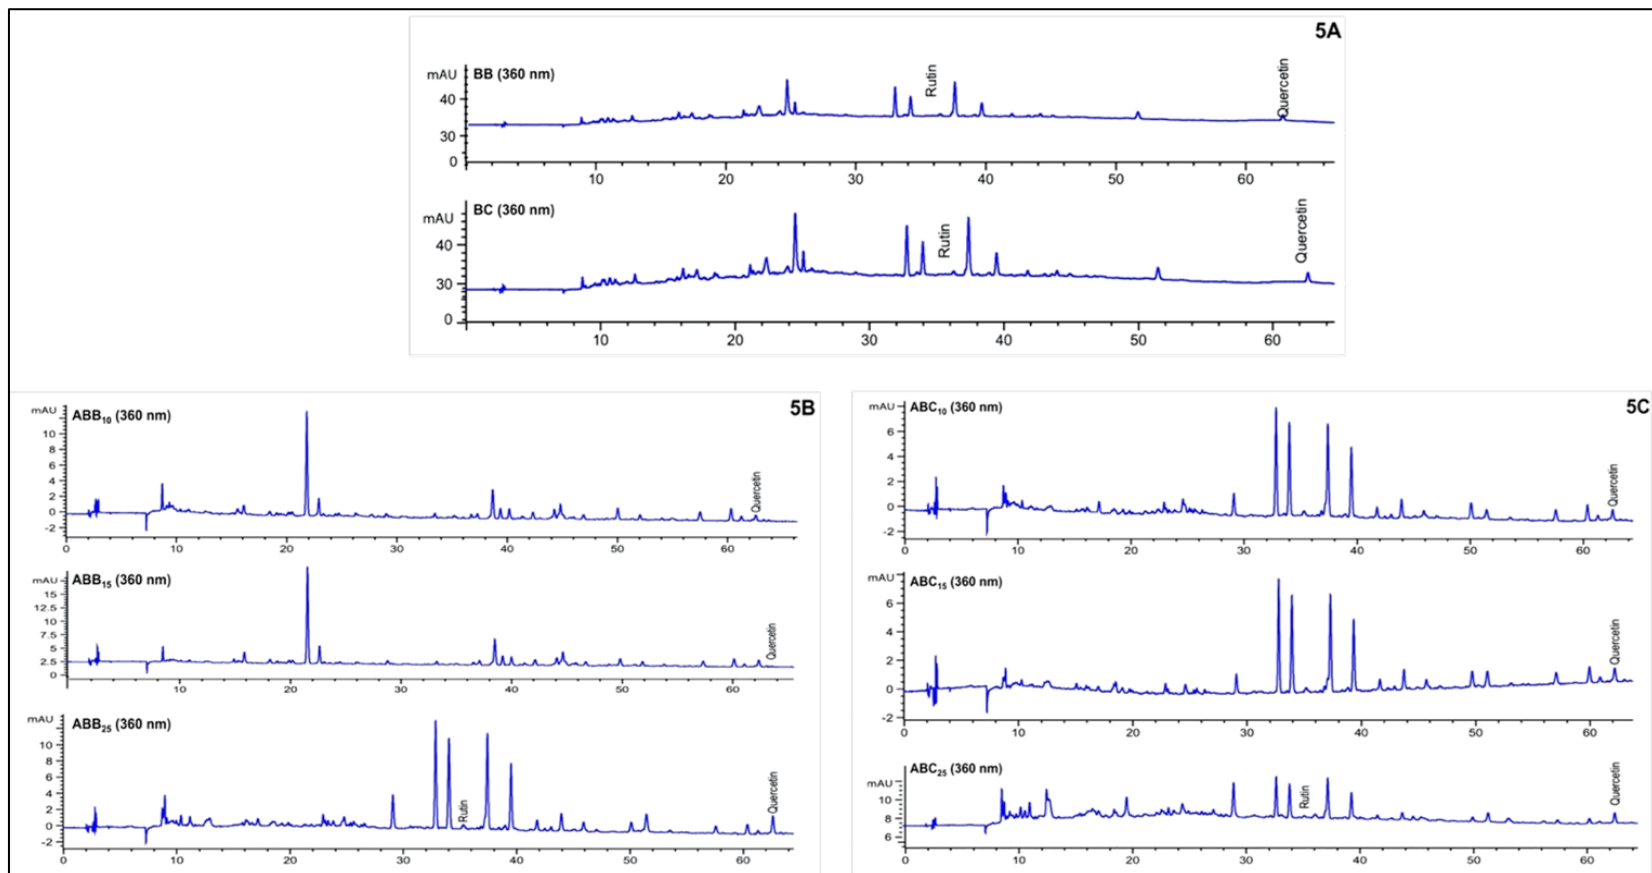 5A
mAU BB (360 nm)
Rutin
Quercetin
40
30
0
10 20 30 40 50 60
mAU BC (360 nm)
Rutin
Quercetin
40
30
0
10 20 30 40 50 60
5B
mAU ABB10 (360 nm)
Quercetin
10
8
6
4
2
0
-2
0 10 20 30 40 50 60
mAU ABB15 (360 nm)
Quercetin
15
12.5
10
7.5
5
2.5
0
10 20 30 40 50 60
mAU ABB25 (360 nm)
Rutin
Quercetin
10
8
6
4
2
0
-2
0 10 20 30 40 50 60
5C
mAU ABC10 (360 nm)
Quercetin
6
4
2
0
-2
0 10 20 30 40 50 60
mAU ABC15 (360 nm)
Quercetin
6
4
2
0
-2
0 10 20 30 40 50 60
mAU ABC25 (360 nm)
Rutin
Quercetin
10
8
6
0 10 20 30 40 50 60